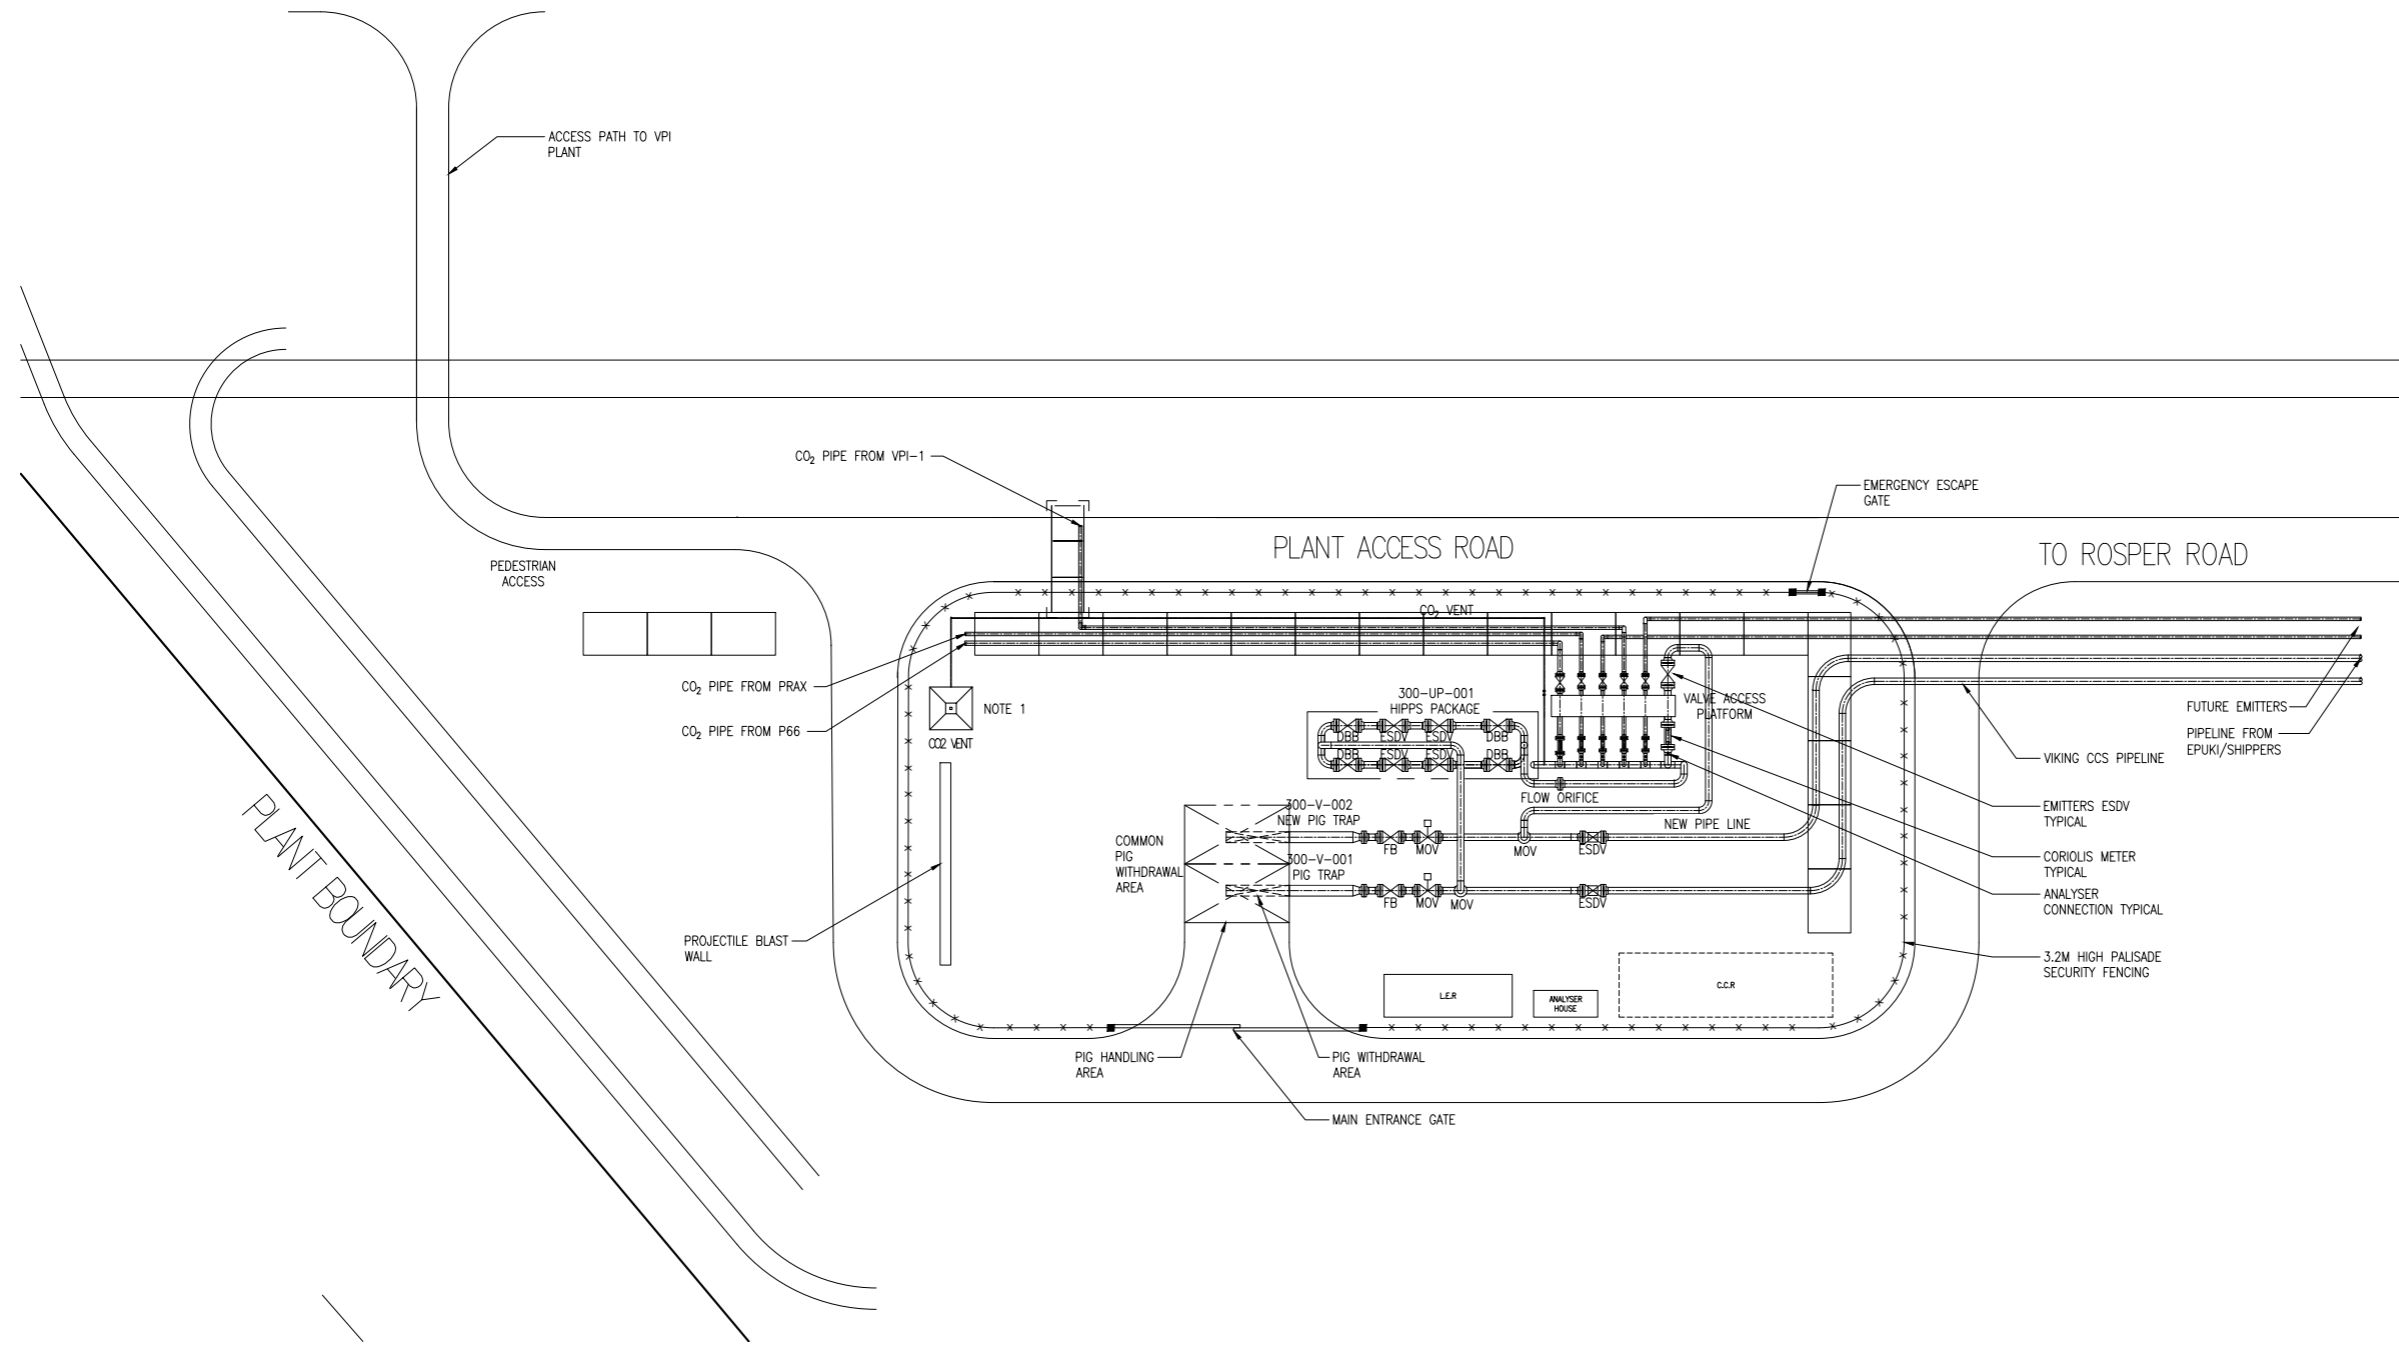 ACCESS PATH TO VPI
PLANT
CO₂ PIPE FROM VPI-1
EMERGENCY ESCAPE
GATE
PLANT ACCESS ROAD
TO ROSPER ROAD
PEDESTRIAN
ACCESS
CO₂ VENT
CO₂ PIPE FROM PRAX
CO₂ PIPE FROM P66
NOTE 1
CO2 VENT
300-UP-001
HIPPS PACKAGE
DBB
ESDV
ESDV
DBB
DBB
ESDV
ESDV
DBB
VALVE ACCESS
PLATFORM
FUTURE EMITTERS
PIPELINE FROM
EPUKI/SHIPPERS
VIKING CCS PIPELINE
FLOW ORIFICE
EMITTERS ESDV
TYPICAL
300-V-002
NEW PIG TRAP
NEW PIPE LINE
COMMON
PIG
WITHDRAWAL
AREA
FB
MOV
MOV
ESDV
CORIOLIS METER
TYPICAL
300-V-001
PIG TRAP
ANALYSER
CONNECTION TYPICAL
FB
MOV
MOV
ESDV
PLANT BOUNDARY
PROJECTILE BLAST
WALL
3.2M HIGH PALISADE
SECURITY FENCING
L.E.R
ANALYSER
HOUSE
C.C.R
PIG HANDLING
AREA
PIG WITHDRAWAL
AREA
MAIN ENTRANCE GATE